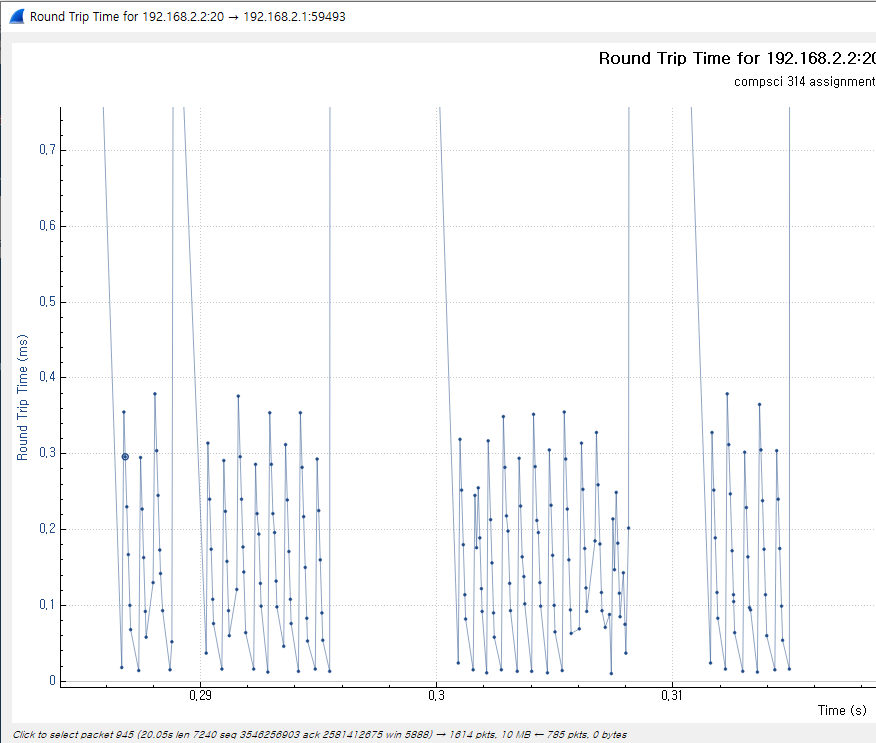 Round Trip Time for 192.168.2.2:20 → 192.168.2.1:59493
Round Trip Time for 192.168.2.2:20
compsci 314 assignment
Round Trip Time (ms)
0.7
0.6
0.5
0.4
0.3
0.2
0.1
0
0.29
0.3
0.31
Time (s)
Click to select packet 945 (20.05s len 7240 seq 3546256903 ack 2581412675 win 5888) → 1614 pkts, 10 MB ← 785 pkts, 0 bytes